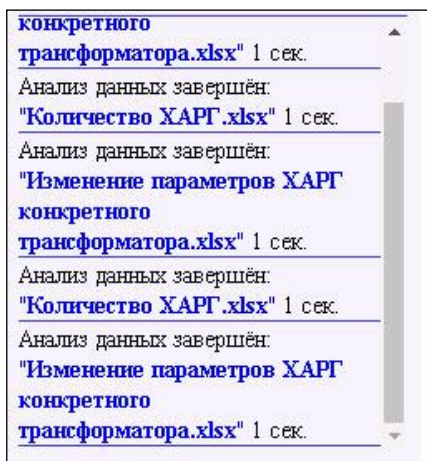 конкретного
трансформатора.xlsx" 1 сек.
Анализ данных завершён:
"Количество ХАРГ.xlsx" 1 сек.
Анализ данных завершён:
"Изменение параметров ХАРГ
конкретного
трансформатора.xlsx" 1 сек.
Анализ данных завершён:
"Количество ХАРГ.xlsx" 1 сек.
Анализ данных завершён:
"Изменение параметров ХАРГ
конкретного
трансформатора.xlsx" 1 сек.